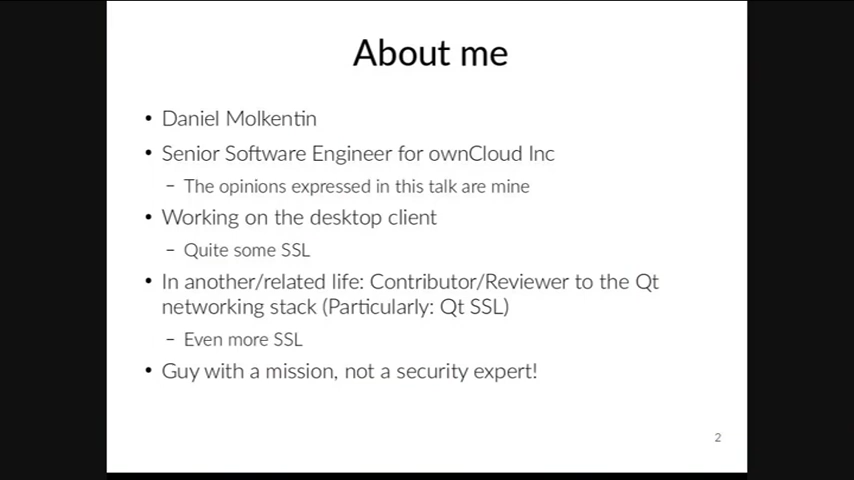 About me
• Daniel Molkentin
• Senior Software Engineer for ownCloud Inc
– The opinions expressed in this talk are mine
• Working on the desktop client
– Quite some SSL
• In another/related life: Contributor/Reviewer to the Qt
networking stack (Particularly: Qt SSL)
– Even more SSL
• Guy with a mission, not a security expert!
2